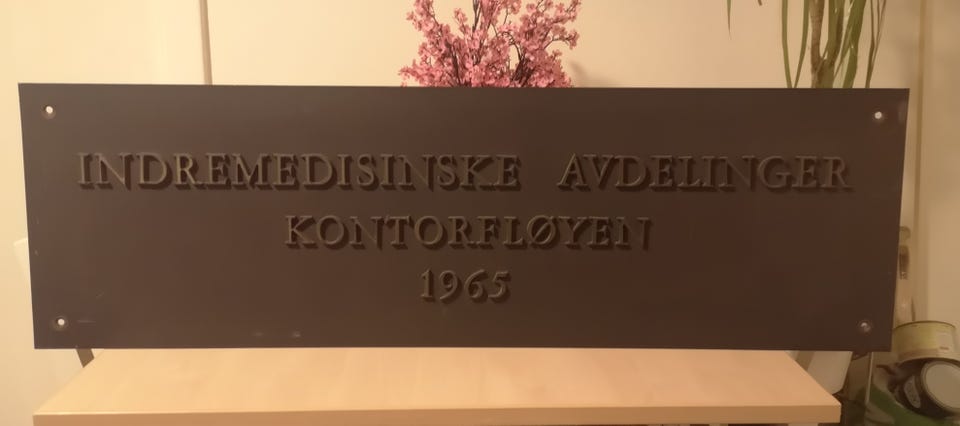 INDREMEDISINSKE AVDELINGER
KONTORFLØYEN
1965